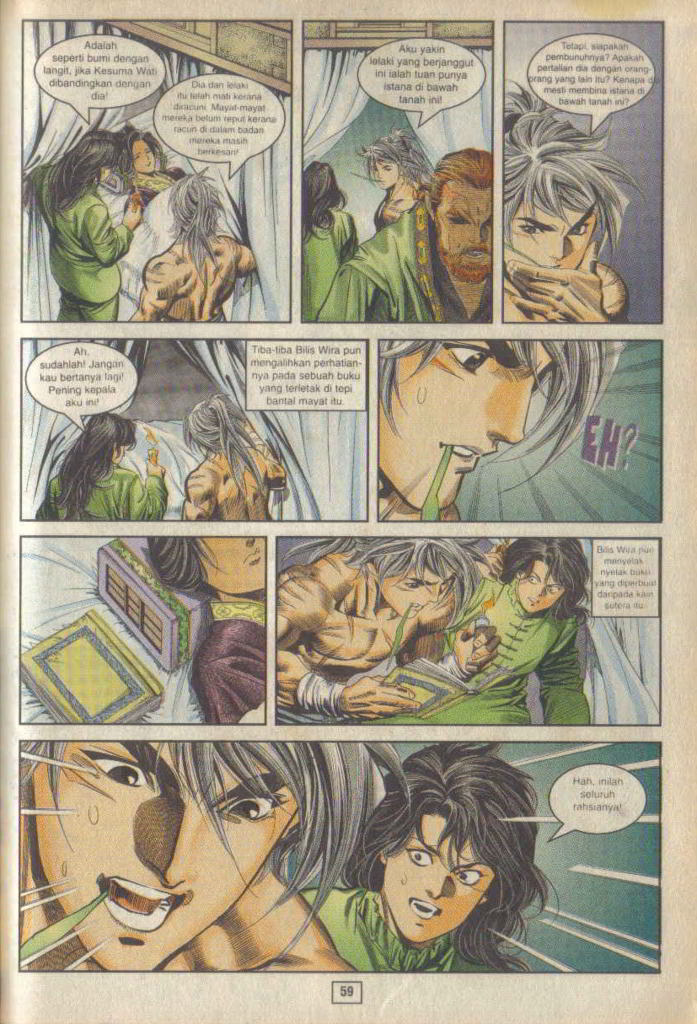 Adalah
seperti bumi dengan
langit, jika Kesuma Wati
dibandingkan dengan
dia!
Dia dan lelaki
itu telah mati kerana
diracuni. Mayat-mayat
mereka belum reput kerana
racun di dalam badan
mereka masih
berkesan!
Aku yakin
lelaki yang berjanggut
ini ialah tuan punya
istana di bawah
tanah ini!
Tetapi, siapakah
pembunuhnya? Apakah
pertalian dia dengan orang-
orang yang lain itu? Kenapa d
mesti membina istana di
bawah tanah ini?
Ah,
sudahlah! Jangan
kau bertanya lagi!
Pening kepala
aku ini!
Tiba-tiba Bilis Wira pun
mengalihkan perhatian-
nya pada sebuah buku
yang terletak di tepi
bantal mayat itu.
EH?
Bilis Wira pun
menyelak
nyelak buku
yang diperbuat
daripada kain
sutera itu.
Hah, inilah
seluruh
rahsianya!
59